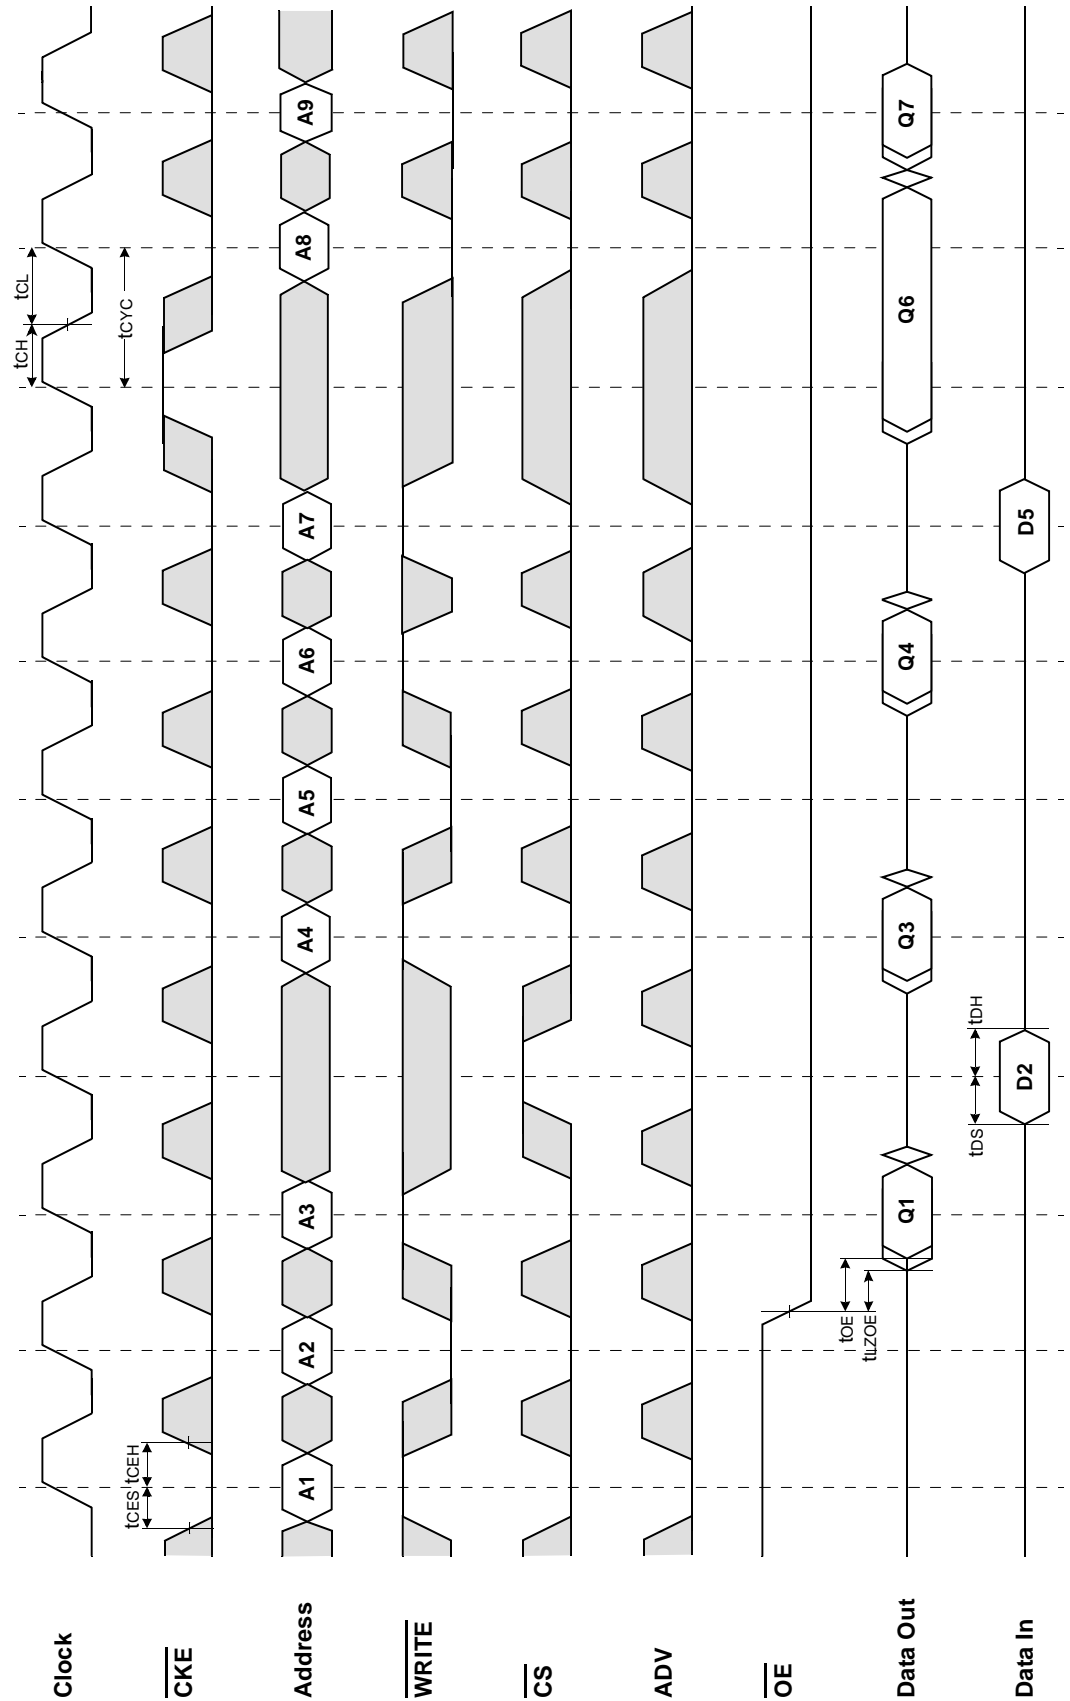 Clock
tCH tCL
tCES tCEH
tCYC
CKE
Address
A1 A2 A3 A4 A5 A6 A7 A8 A9
WRITE
CS
ADV
OE
tOE
tLZOE
Data Out
Q1 Q3 Q4 Q6 Q7
tDS tDH
Data In
D2 D5